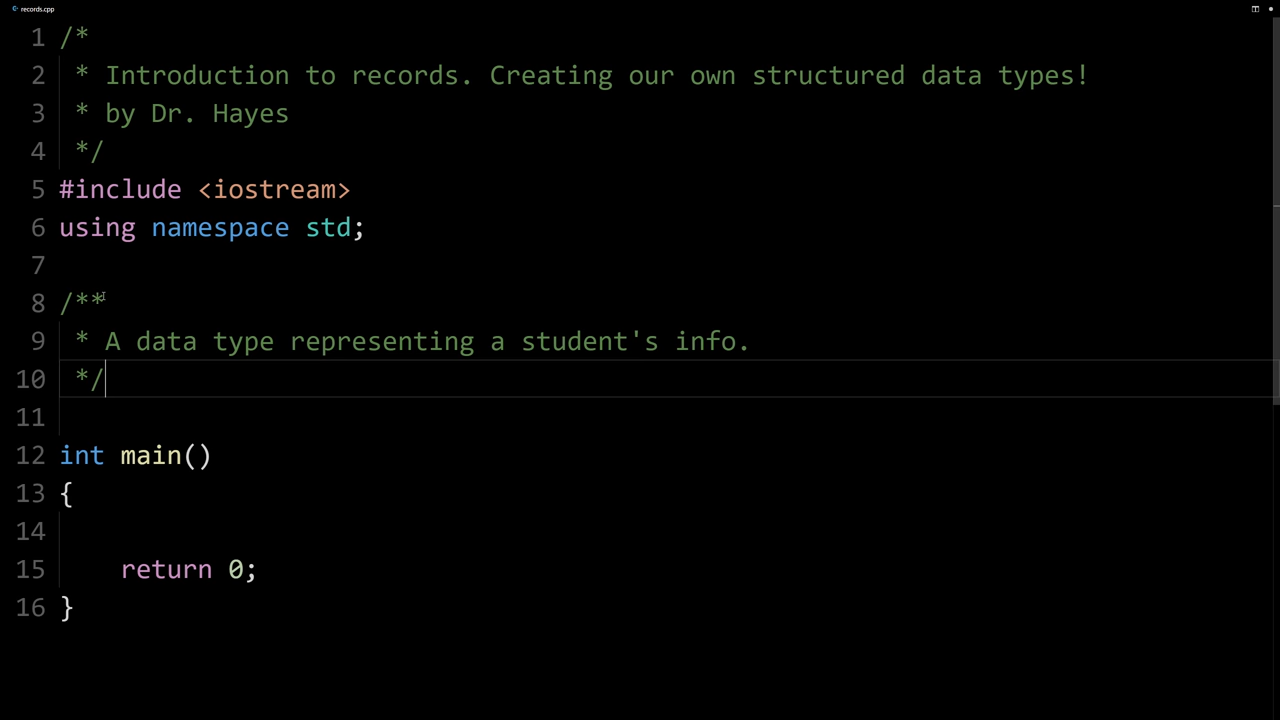 records.cpp
1 /*
2  * Introduction to records. Creating our own structured data types!
3  * by Dr. Hayes
4  */
5 #include <iostream>
6 using namespace std;
7
8 /**
9  * A data type representing a student's info.
10  */
11
12 int main()
13 {
14
15     return 0;
16 }